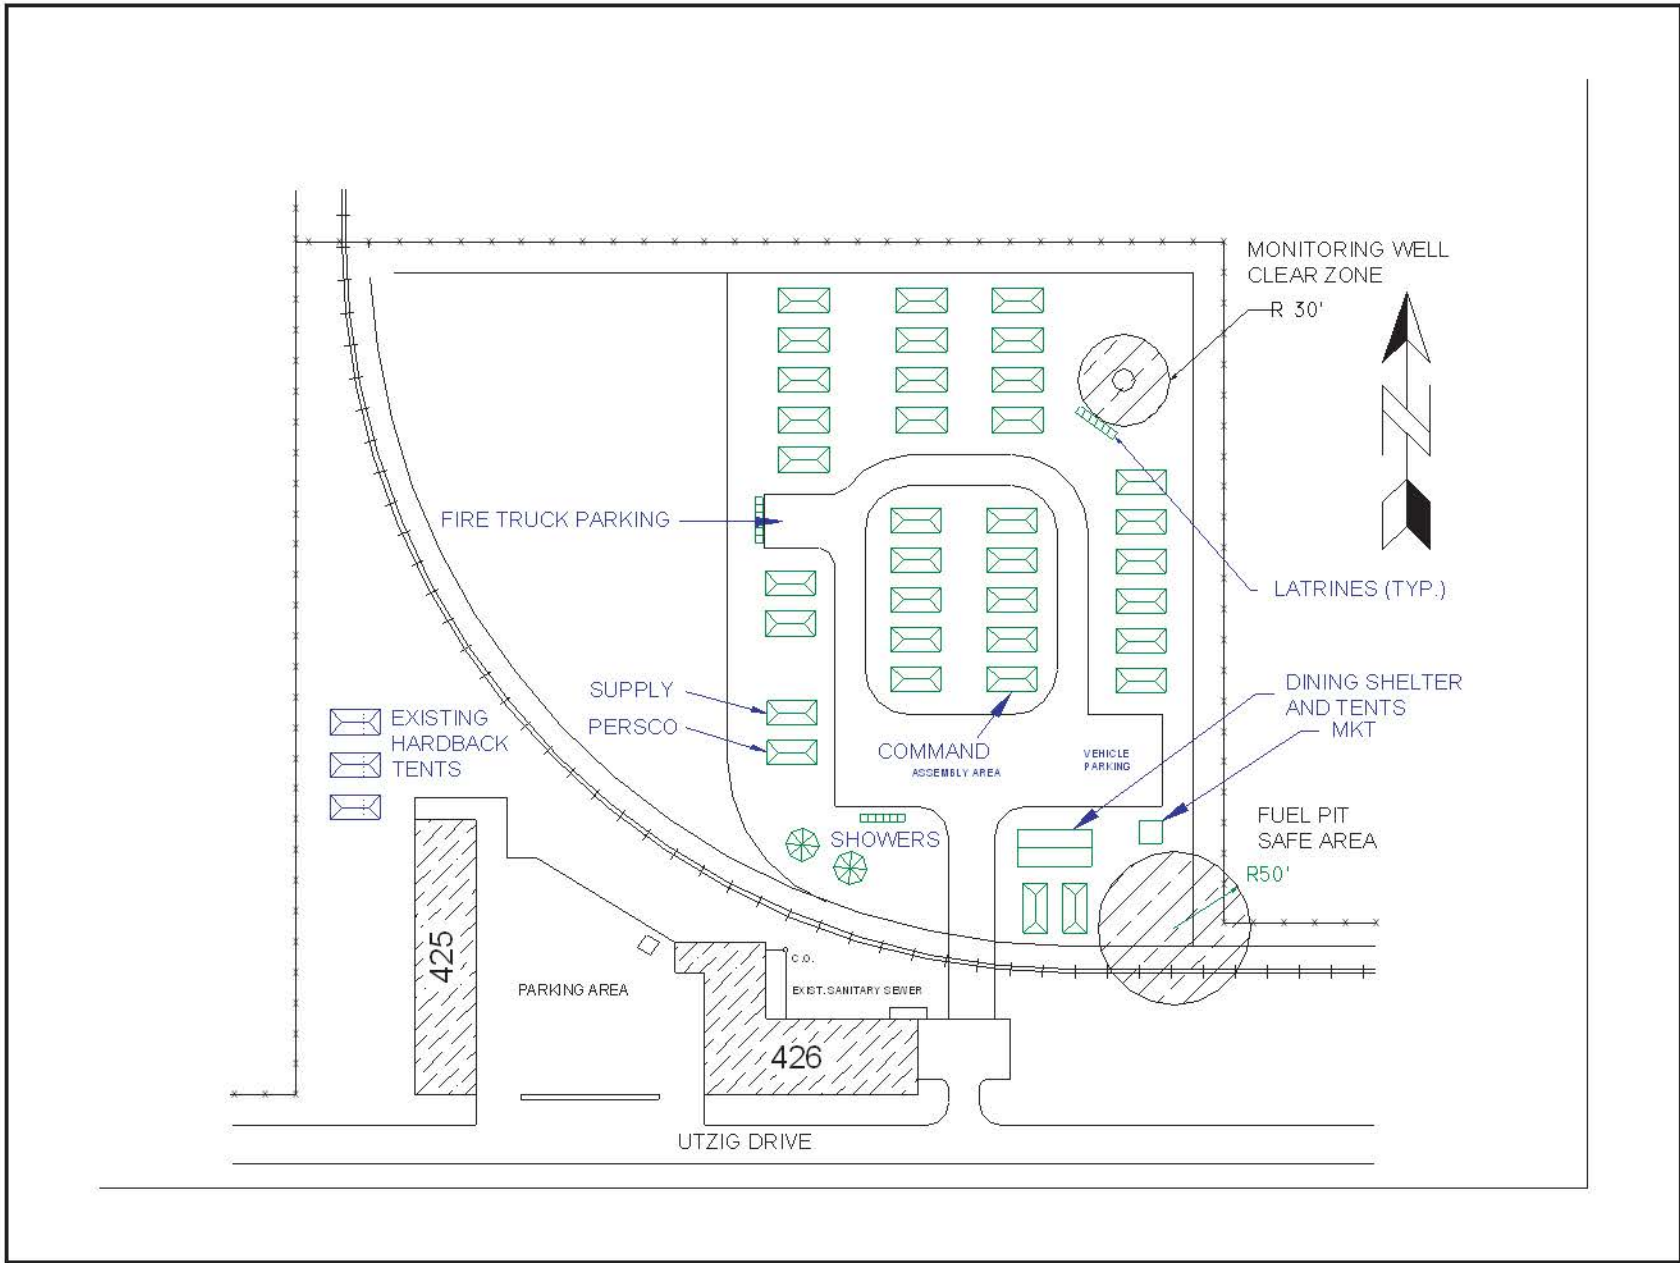 MONITORING WELL
CLEAR ZONE
R 30'
N
FIRE TRUCK PARKING
LATRINES (TYP.)
SUPPLY
PERSCO
DINING SHELTER
AND TENTS
MKT
EXISTING
HARDBACK
TENTS
COMMAND
ASSEMBLY AREA
VEHICLE
PARKING
SHOWERS
FUEL PIT
SAFE AREA
R50'
425
C.O.
PARKING AREA
EXIST. SANITARY SEWER
426
UTZIG DRIVE